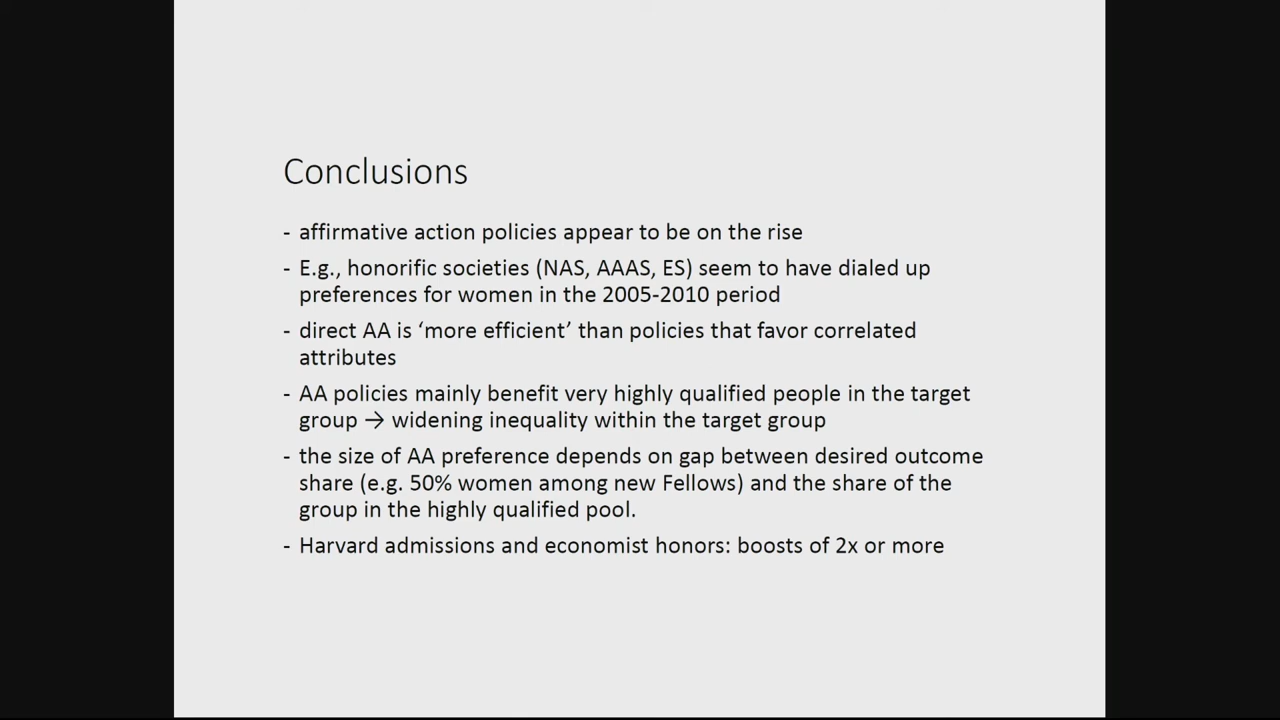 Conclusions
- affirmative action policies appear to be on the rise
- E.g., honorific societies (NAS, AAAS, ES) seem to have dialed up
preferences for women in the 2005-2010 period
- direct AA is ‘more efficient’ than policies that favor correlated
attributes
- AA policies mainly benefit very highly qualified people in the target
group → widening inequality within the target group
- the size of AA preference depends on gap between desired outcome
share (e.g. 50% women among new Fellows) and the share of the
group in the highly qualified pool.
- Harvard admissions and economist honors: boosts of 2x or more